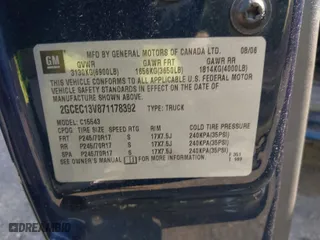 GM
MFD BY GENERAL MOTORS OF CANADA LTD. 08/06
GVWR GAWR FRT GAWR RR
3130KG(6900LB) 1656KG(3650LB) 1814KG(4000LB)
THIS VEHICLE CONFORMS TO ALL APPLICABLE U.S. FEDERAL MOTOR
VEHICLE SAFETY STANDARDS IN EFFECT ON THE DATE OF
MANUFACTURE SHOWN ABOVE.
2GCEC13V871178392 TYPE: TRUCK
MODEL: C15543
TIRE SIZE SPEED RTG RIM COLD TIRE PRESSURE
FRT P245/70R17 S 17X7.5J 240KPA(35PSI)
RR P245/70R17 S 17X7.5J 240KPA(35PSI)
SPA P245/70R17 S 17X7.5J 240KPA(35PSI)
SEE OWNER'S MANUAL FOR MORE INFORMATION.